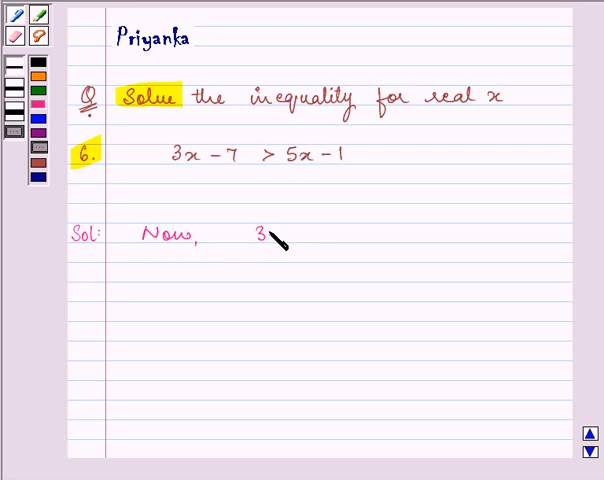 Priyanka
Q Solve the inequality for real x
6. 3x - 7 > 5x - 1
Sol: Now, 3